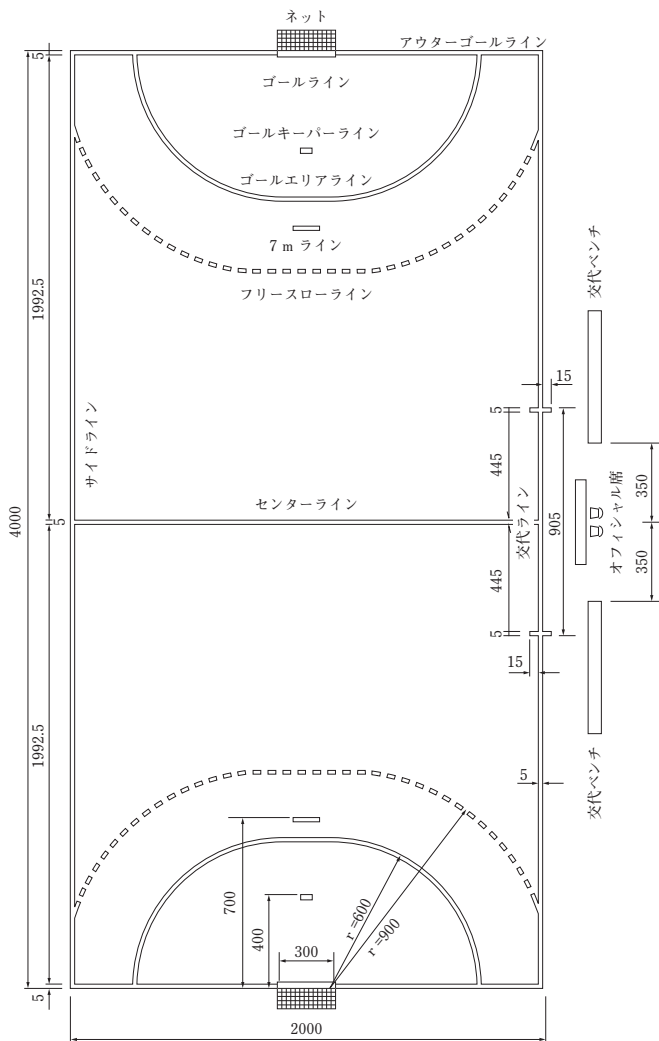 ネット
アウターゴールライン
5
ゴールライン
ゴールキーパーライン
ゴールエリアライン
7 m ライン
フリースローライン
1992.5
交代ベンチ
15
5
サイドライン
445
350
4000
センターライン
5
交代ライン
905
オフィシャル席
445
350
5
15
1992.5
5
交代ベンチ
700
400
r =600
r =900
300
5
2000